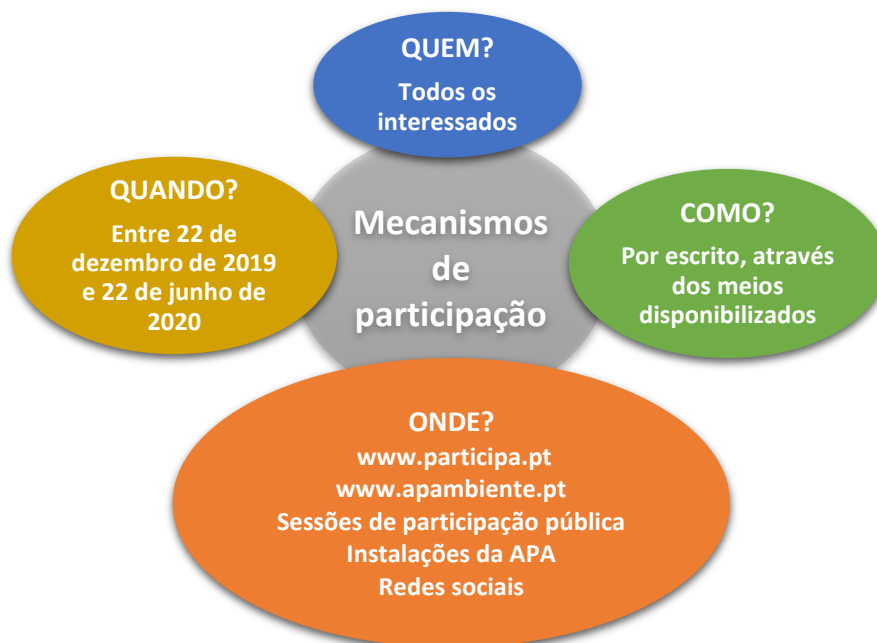 QUEM?
Todos os
interessados
QUANDO?
Entre 22 de
dezembro de 2019
e 22 de junho de
2020
Mecanismos
de
participação
COMO?
Por escrito, através
dos meios
disponibilizados
ONDE?
www.participa.pt
www.apambiente.pt
Sessões de participação pública
Instalações da APA
Redes sociais